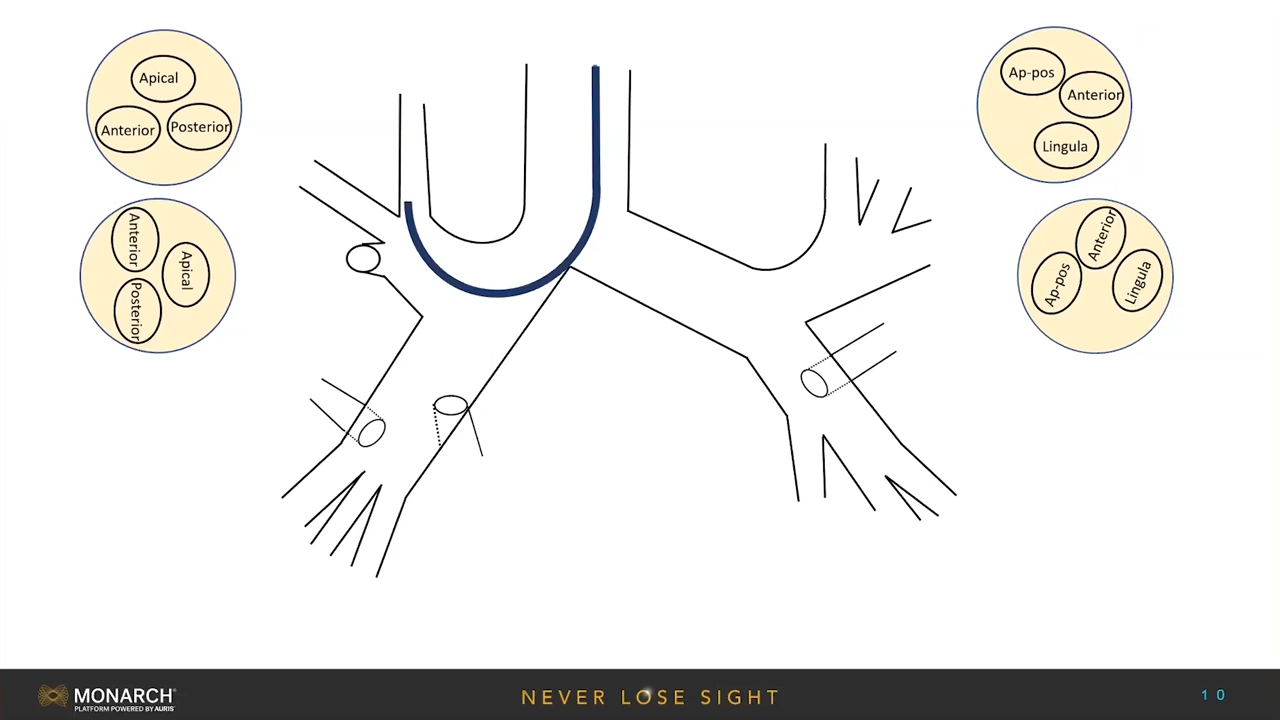 Apical
Anterior
Posterior
Anterior
Apical
Posterior
Ap-pos
Anterior
Lingula
Anterior
Ap-pos
Lingula
MONARCH®
PLATFORM POWERED BY AURIS
NEVER LOSE SIGHT
10